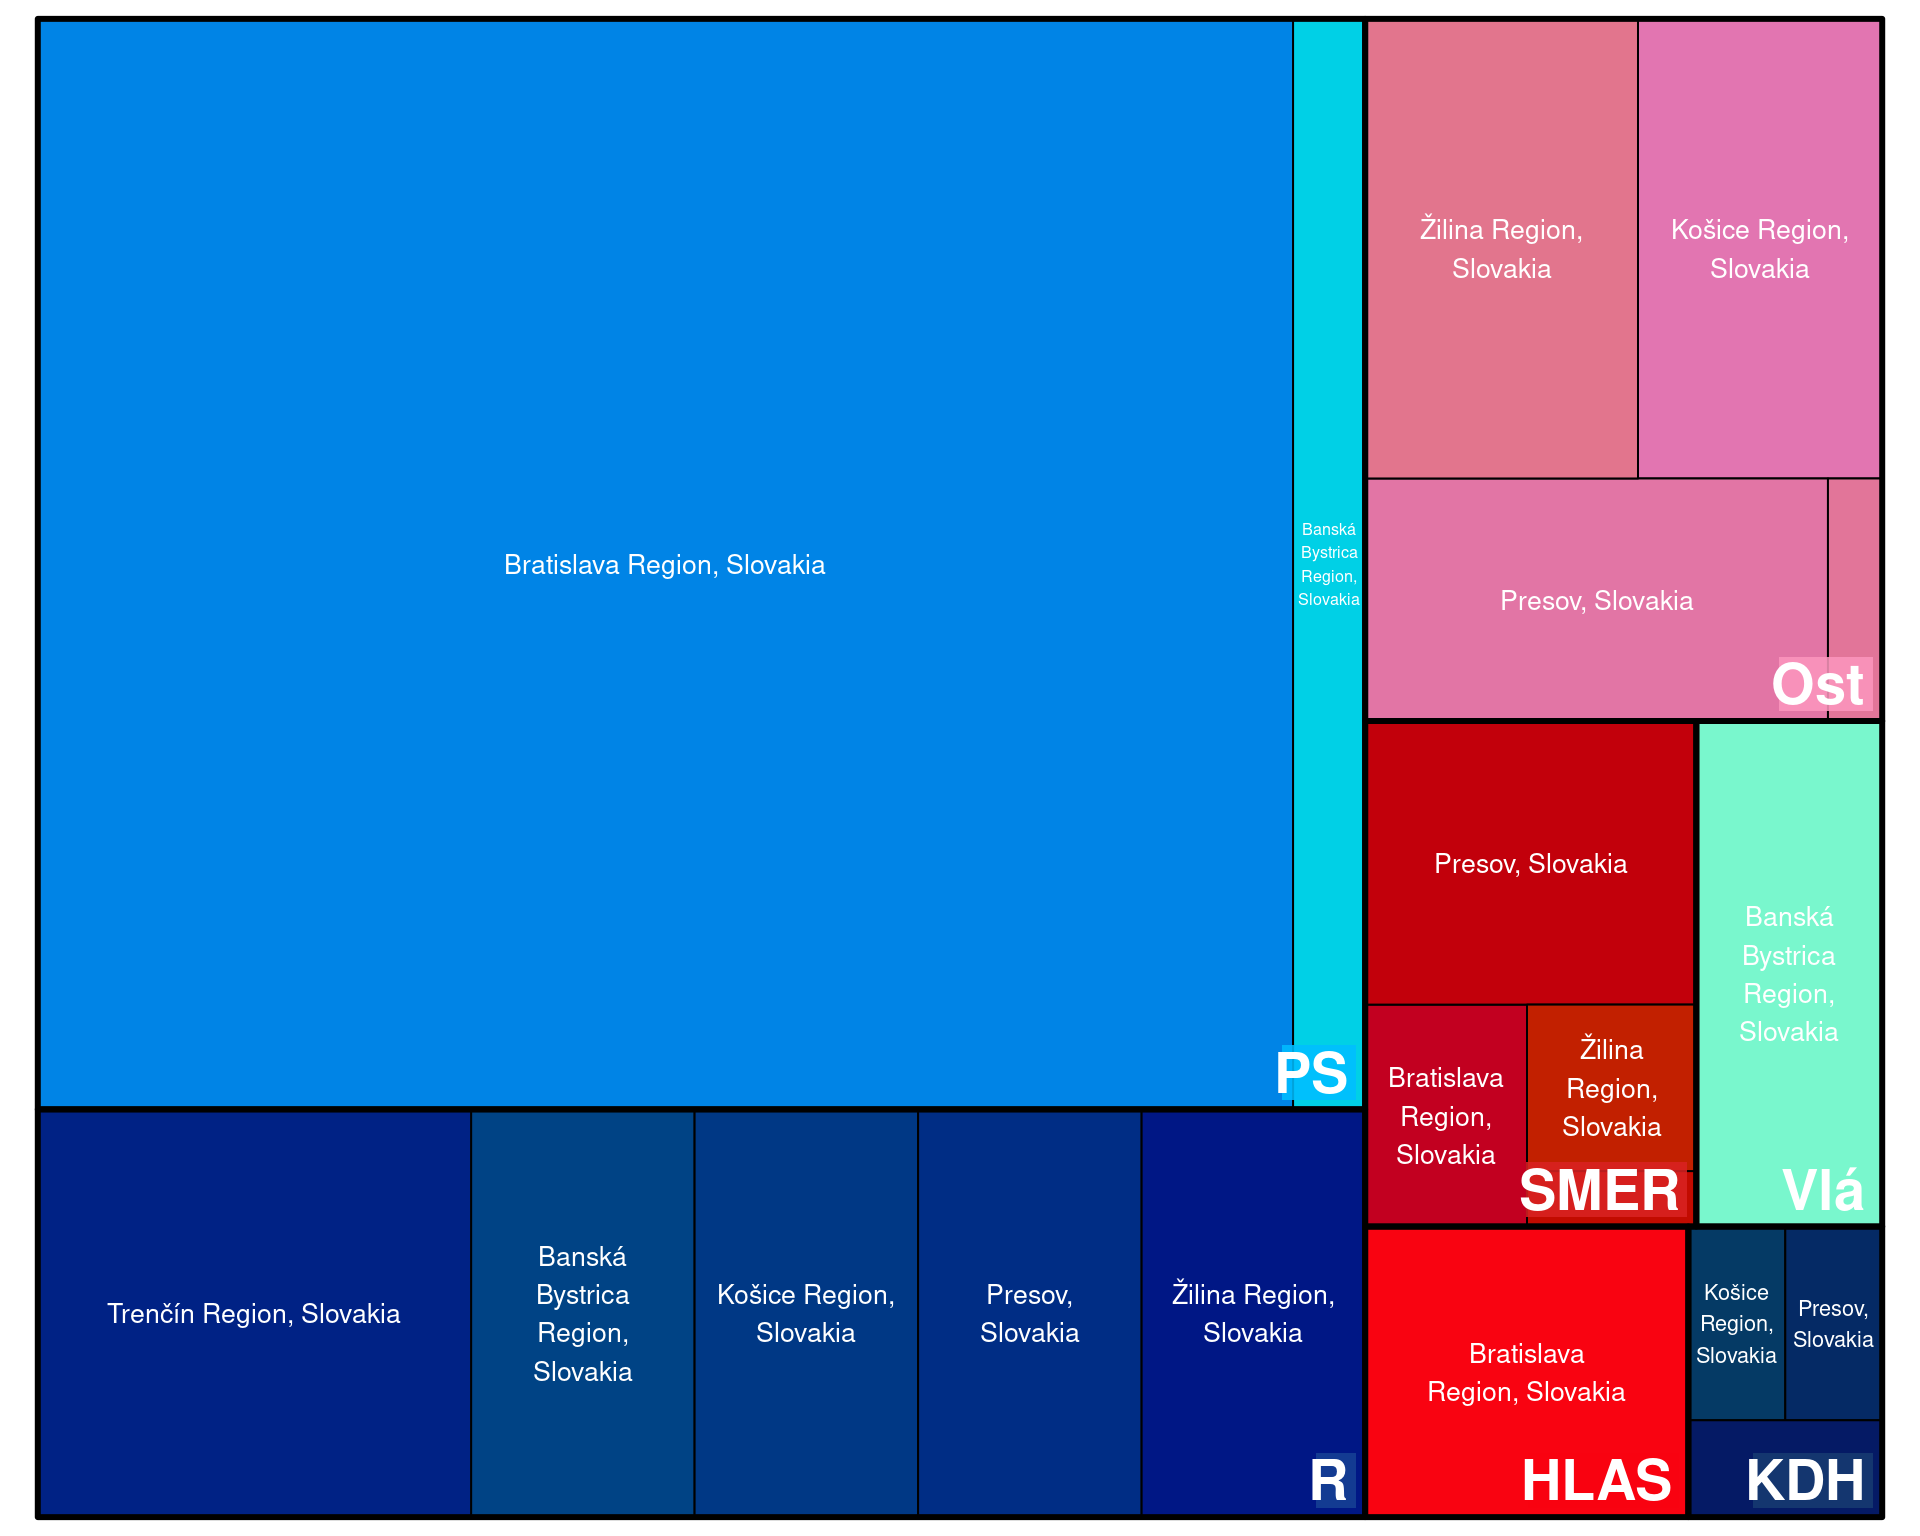 Bratislava Region, Slovakia
Banská
Bystrica
Region,
Slovakia
PS
Žilina Region,
Slovakia
Košice Region,
Slovakia
Presov, Slovakia
Ost
Presov, Slovakia
Bratislava
Region,
Slovakia
Žilina
Region,
Slovakia
SMER
Banská
Bystrica
Region,
Slovakia
Vlá
Trenčín Region, Slovakia
Banská
Bystrica
Region,
Slovakia
Košice Region,
Slovakia
Presov,
Slovakia
Žilina Region,
Slovakia
R
Bratislava
Region, Slovakia
HLAS
Košice
Region,
Slovakia
Presov,
Slovakia
KDH